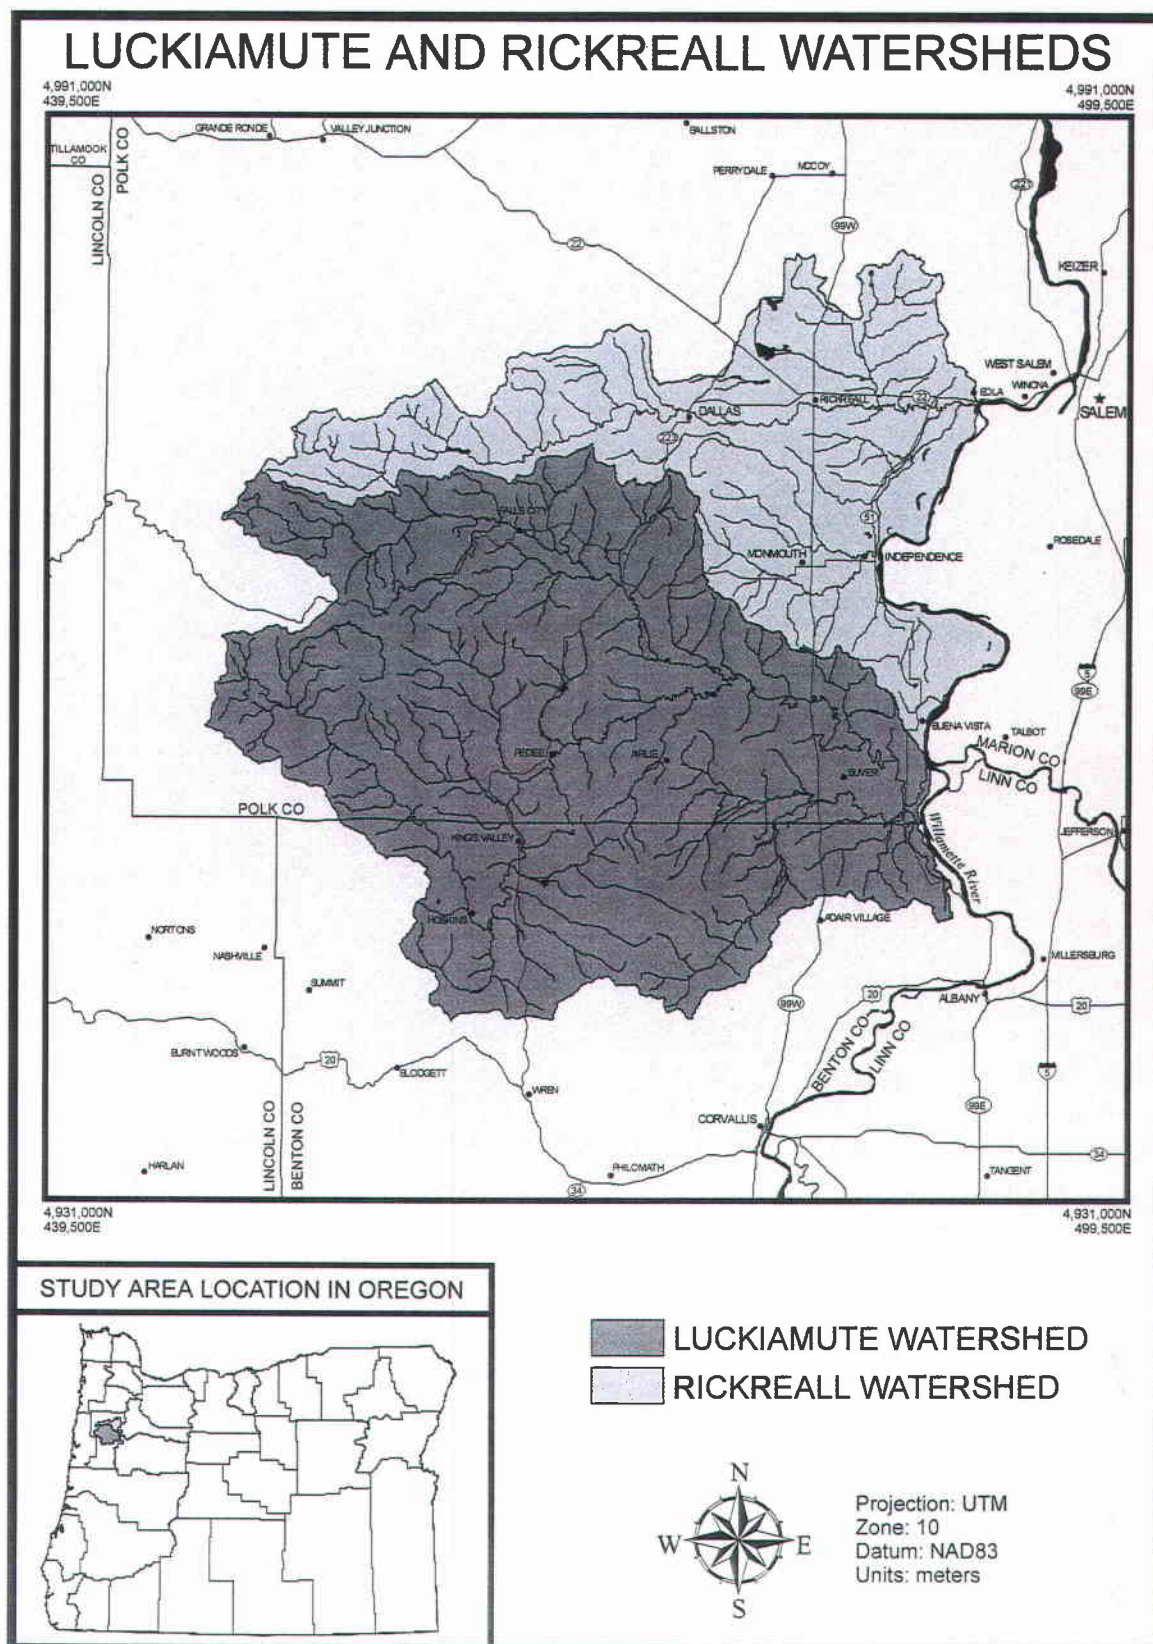 LUCKIAMUTE AND RICKREALL WATERSHEDS
4,991,000N
439,500E
4,991,000N
499,500E
GRANDE RONDE
VALLEY JUNCTION
BALLSTON
TILLAMOOK
CO
POLK CO
LINCOLN CO
PERRYDALE
MCCOY
221
99W
22
KEIZER
WEST SALEM
EOLA
WINONA
22
RICKREALL
SALEM
DALLAS
223
FALLS CITY
51
ROSEDALE
MONMOUTH
INDEPENDENCE
5
99E
BUENA VISTA
TALBOT
MARION CO
LINN CO
PEDEE
AIRLIE
SUVER
POLK CO
KINGS VALLEY
Willamette River
JEFFERSON
HOSKINS
ADAIR VILLAGE
NORTONS
NASHVILLE
SUMMIT
MILLERSBURG
99W
20
ALBANY
20
BURNT WOODS
20
BLODGETT
BENTON CO
LINN CO
5
WREN
99E
CORVALLIS
LINCOLN CO
BENTON CO
HARLAN
PHILOMATH
34
TANGENT
34
4,931,000N
439,500E
4,931,000N
499,500E
STUDY AREA LOCATION IN OREGON
LUCKIAMUTE WATERSHED
RICKREALL WATERSHED
N
W
E
S
Projection: UTM
Zone: 10
Datum: NAD83
Units: meters